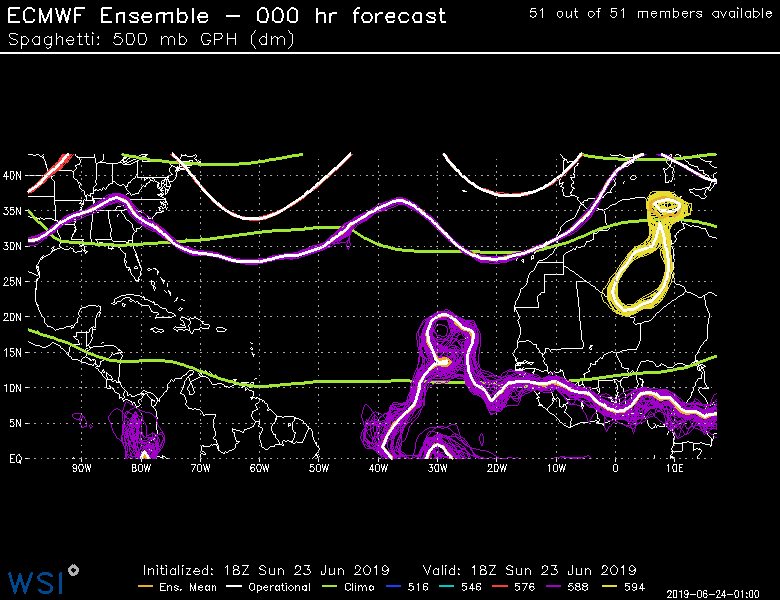 ECMWF Ensemble – 000 hr forecast 51 out of 51 members available
Spaghetti: 500 mb GPH (dm)
40N
35N
30N
25N
20N
15N
10N
5N
EQ
90W 80W 70W 60W 50W 40W 30W 20W 10W 0 10E
Initialized: 18Z Sun 23 Jun 2019 Valid: 18Z Sun 23 Jun 2019
WSI
Ens. Mean Operational Climo 516 546 576 588 594
2019-06-24-01:00